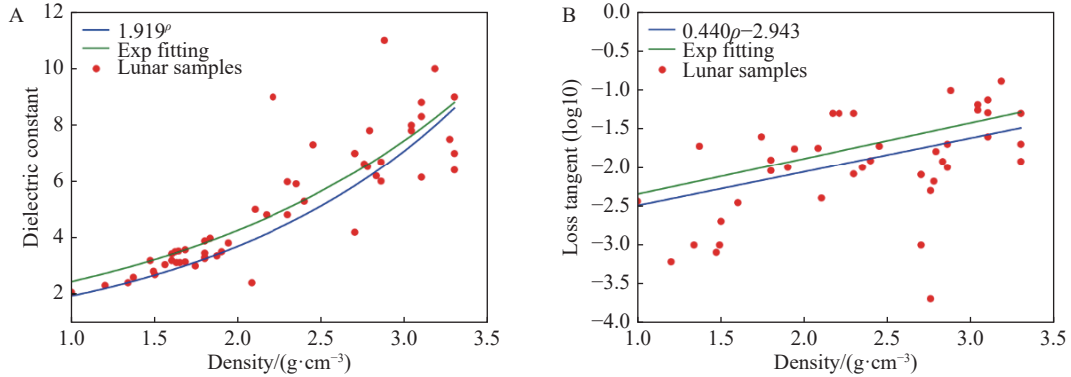 A
1.919^ρ
Exp fitting
Lunar samples
12
10
8
6
4
2
Dielectric constant
1.0 1.5 2.0 2.5 3.0 3.5
Density/(g·cm⁻³)
B
0.440ρ−2.943
Exp fitting
Lunar samples
0
−0.5
−1.0
−1.5
−2.0
−2.5
−3.0
−3.5
−4.0
Loss tangent (log10)
1.0 1.5 2.0 2.5 3.0 3.5
Density/(g·cm⁻³)